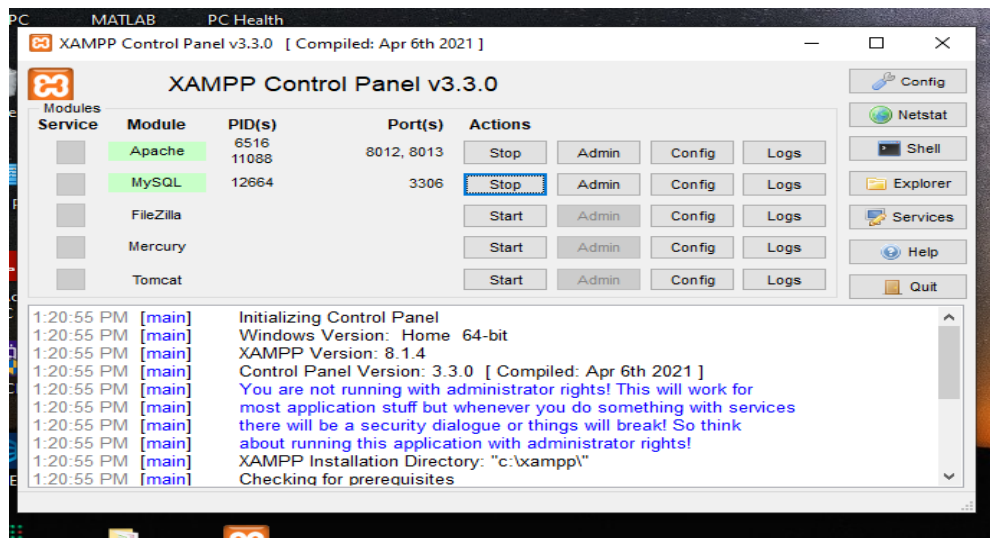 PC MATLAB PC Health
XAMPP Control Panel v3.3.0 [ Compiled: Apr 6th 2021 ]
XAMPP Control Panel v3.3.0
Config
Modules
Service Module PID(s) Port(s) Actions
Netstat
Apache 6516 11088 8012, 8013 Stop Admin Config Logs
Shell
MySQL 12664 3306 Stop Admin Config Logs
Explorer
FileZilla Start Admin Config Logs
Services
Mercury Start Admin Config Logs
Help
Tomcat Start Admin Config Logs
Quit
1:20:55 PM [main] Initializing Control Panel
1:20:55 PM [main] Windows Version: Home 64-bit
1:20:55 PM [main] XAMPP Version: 8.1.4
1:20:55 PM [main] Control Panel Version: 3.3.0 [ Compiled: Apr 6th 2021 ]
1:20:55 PM [main] You are not running with administrator rights! This will work for
1:20:55 PM [main] most application stuff but whenever you do something with services
1:20:55 PM [main] there will be a security dialogue or things will break! So think
1:20:55 PM [main] about running this application with administrator rights!
1:20:55 PM [main] XAMPP Installation Directory: "c:\xampp\"
1:20:55 PM [main] Checking for prerequisites